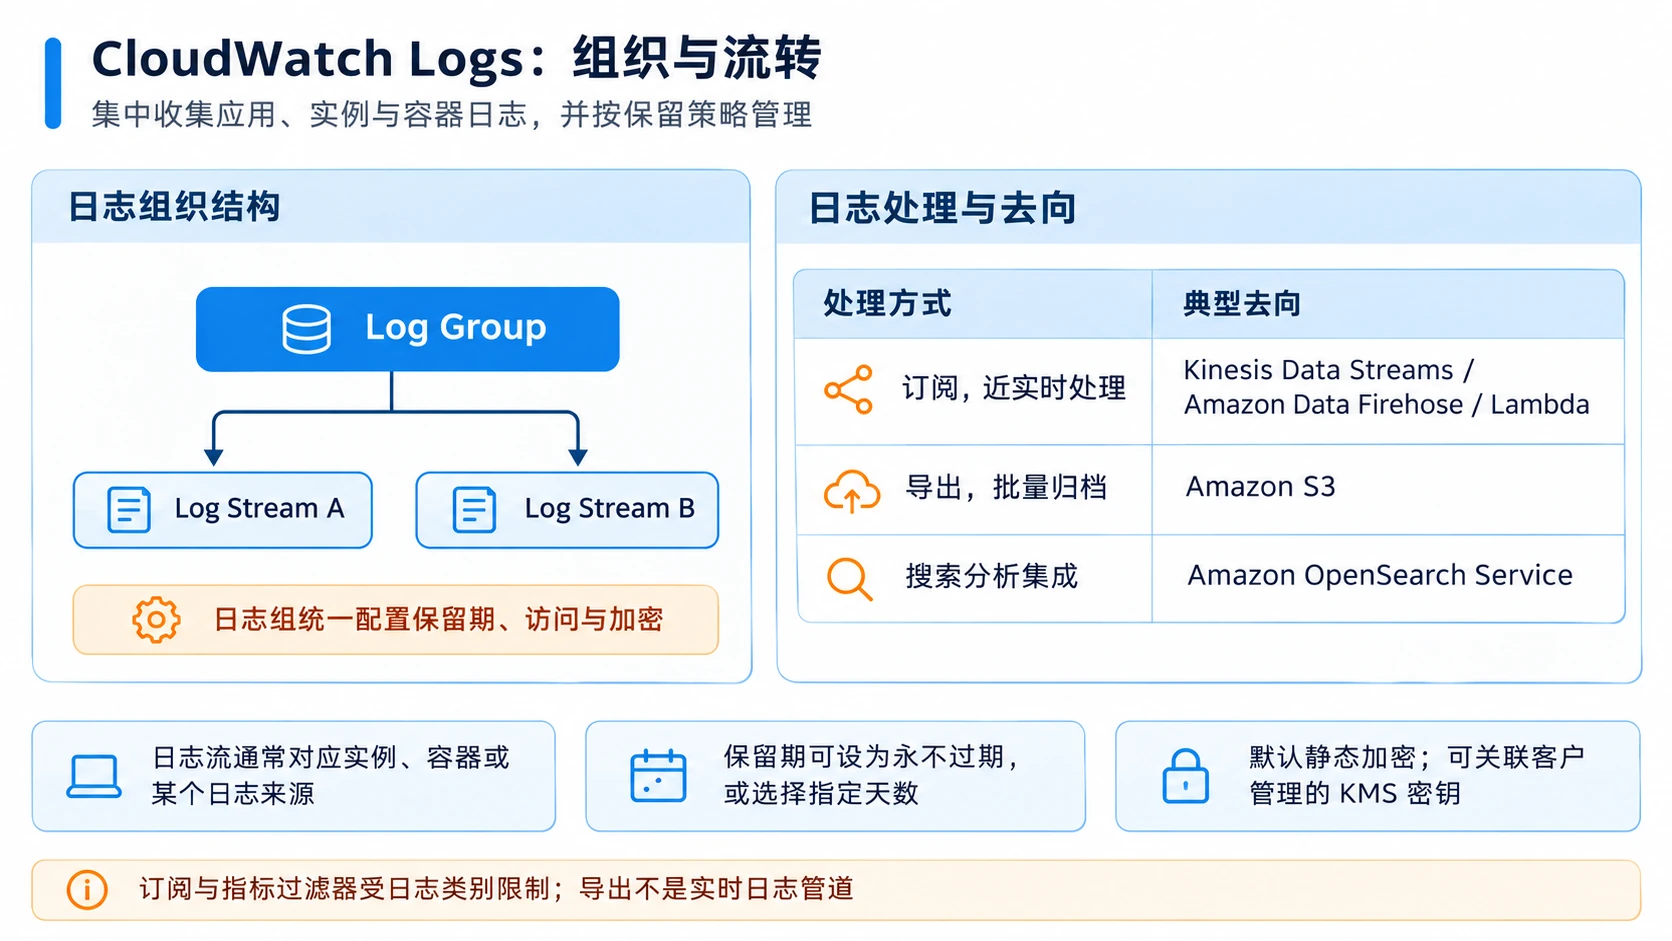 CloudWatch Logs：组织与流转
集中收集应用、实例与容器日志，并按保留策略管理
日志组织结构
Log Group
Log Stream A
Log Stream B
日志组统一配置保留期、访问与加密
日志处理与去向
处理方式
典型去向
订阅，近实时处理
Kinesis Data Streams /
Amazon Data Firehose / Lambda
导出，批量归档
Amazon S3
搜索分析集成
Amazon OpenSearch Service
日志流通常对应实例、容器或
某个日志来源
保留期可设为永不过期，
或选择指定天数
默认静态加密；可关联客户
管理的 KMS 密钥
订阅与指标过滤器受日志类别限制；导出不是实时日志管道